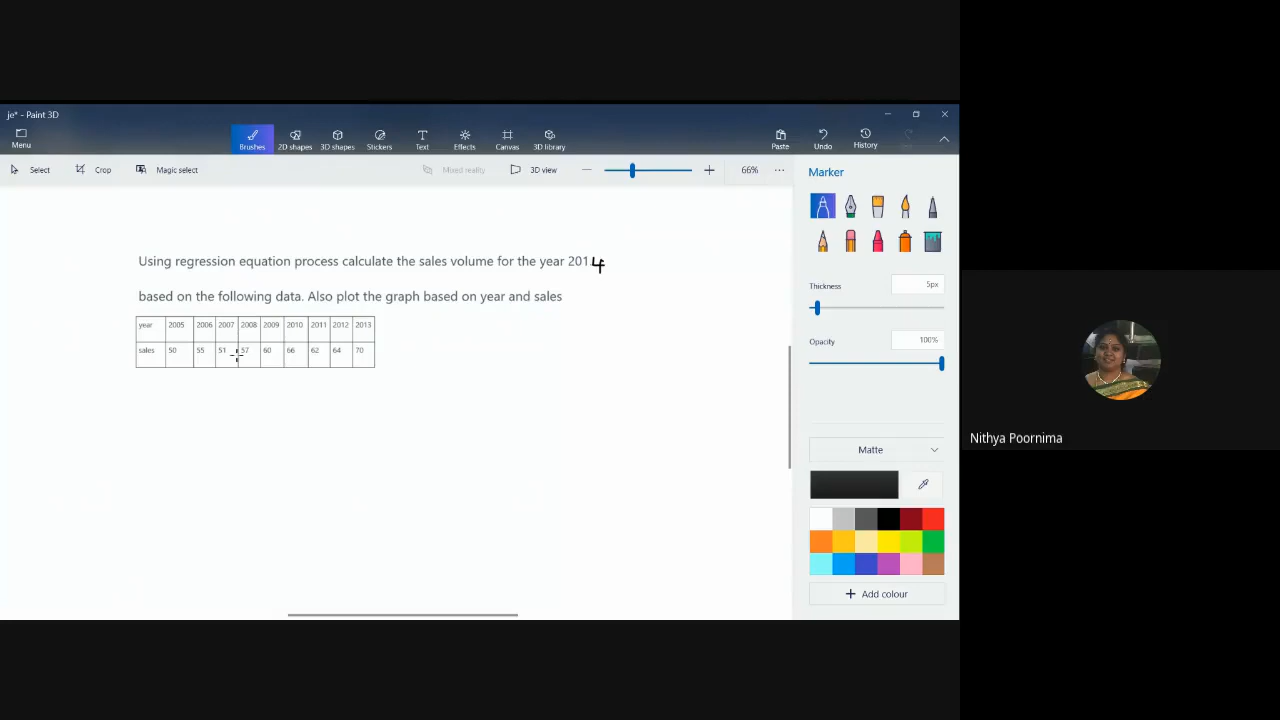 je* - Paint 3D
Menu
Brushes 2D shapes 3D shapes Stickers Text Effects Canvas 3D library Paste Undo History
Select Crop Magic select Mixed reality 3D view 66%
Marker
Thickness 5px
Opacity 100%
Matte
Add colour
Using regression equation process calculate the sales volume for the year 2014
based on the following data. Also plot the graph based on year and sales
year 2005 2006 2007 2008 2009 2010 2011 2012 2013
sales 50 55 51 57 60 66 62 64 70
Nithya Poornima